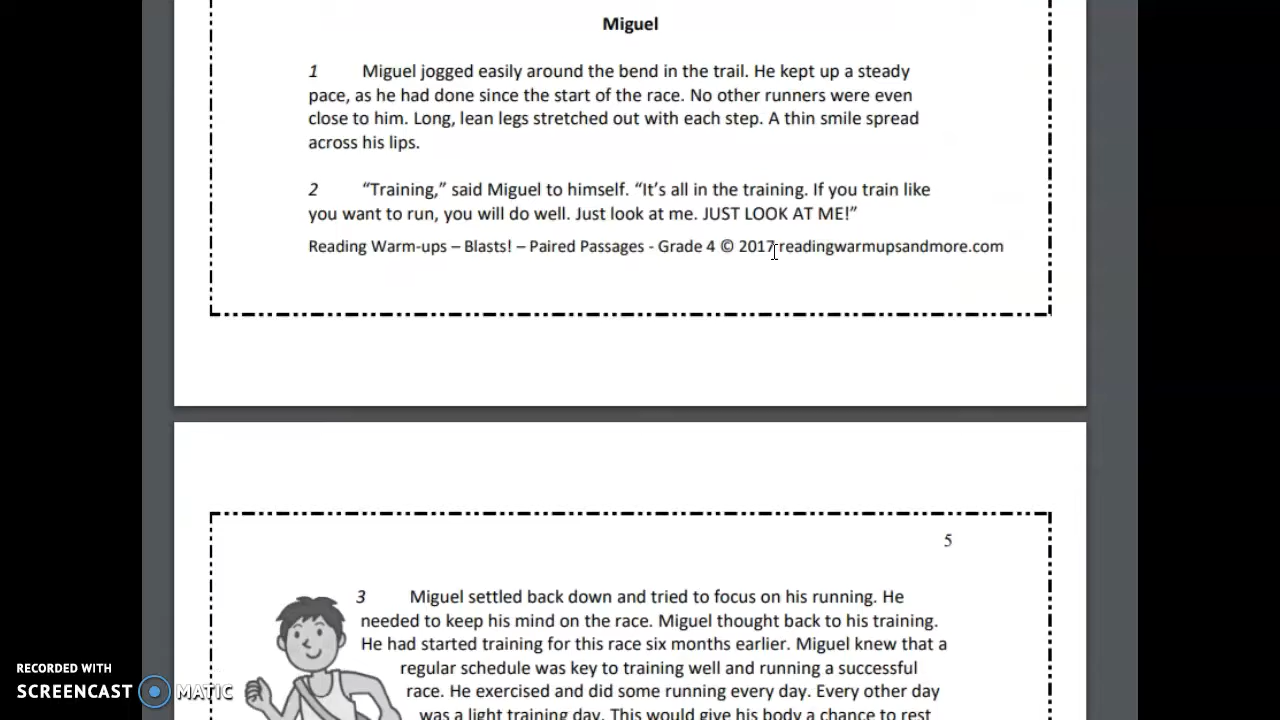 Miguel
1 Miguel jogged easily around the bend in the trail. He kept up a steady
pace, as he had done since the start of the race. No other runners were even
close to him. Long, lean legs stretched out with each step. A thin smile spread
across his lips.
2 “Training,” said Miguel to himself. “It’s all in the training. If you train like
you want to run, you will do well. Just look at me. JUST LOOK AT ME!”
Reading Warm-ups – Blasts! – Paired Passages - Grade 4 © 2017 readingwarmupsandmore.com
5
3 Miguel settled back down and tried to focus on his running. He
needed to keep his mind on the race. Miguel thought back to his training.
He had started training for this race six months earlier. Miguel knew that a
regular schedule was key to training well and running a successful
race. He exercised and did some running every day. Every other day
was a light training day. This would give his body a chance to rest
RECORDED WITH
SCREENCAST MATIC